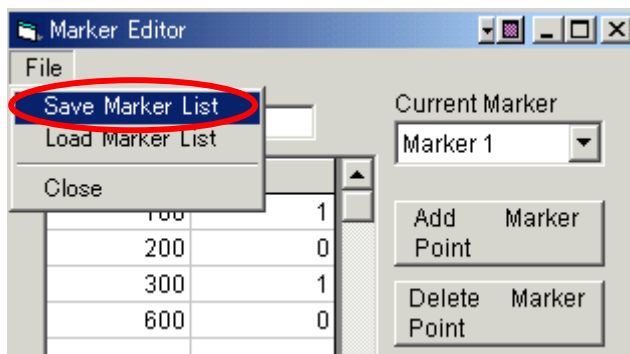 Marker Editor
File
Save Marker List
Load Marker List
Close
Current Marker
Marker 1
100 1
200 0
300 1
600 0
Add Marker
Point
Delete Marker
Point